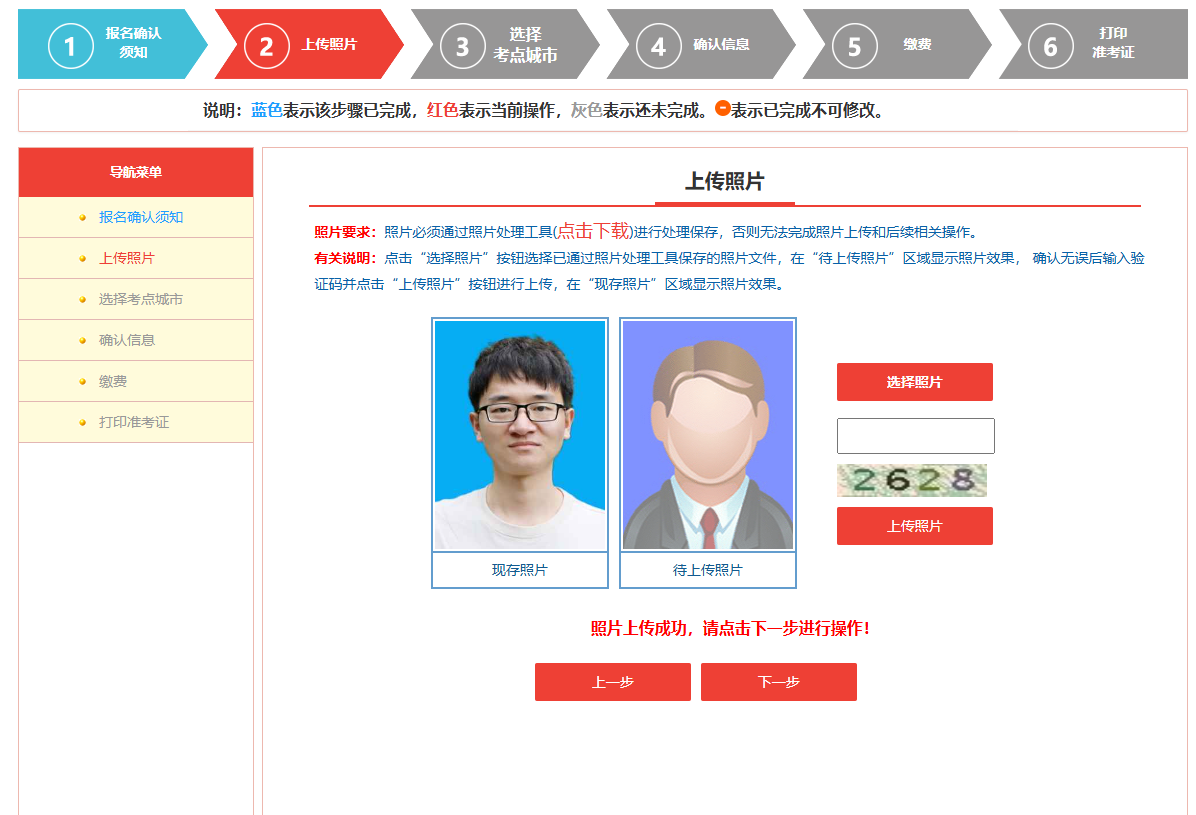 1 报名确认
须知
2 上传照片
3 选择
考点城市
4 确认信息
5 缴费
6 打印
准考证
说明：蓝色表示该步骤已完成，红色表示当前操作，灰色表示还未完成。表示已完成不可修改。
导航菜单
报名确认须知
上传照片
选择考点城市
确认信息
缴费
打印准考证
上传照片
照片要求：照片必须通过照片处理工具(点击下载)进行处理保存，否则无法完成照片上传和后续相关操作。
有关说明：点击“选择照片”按钮选择已通过照片处理工具保存的照片文件，在“待上传照片”区域显示照片效果， 确认无误后输入验
证码并点击“上传照片”按钮进行上传，在“现存照片”区域显示照片效果。
选择照片
2628
上传照片
现存照片
待上传照片
照片上传成功，请点击下一步进行操作！
上一步
下一步